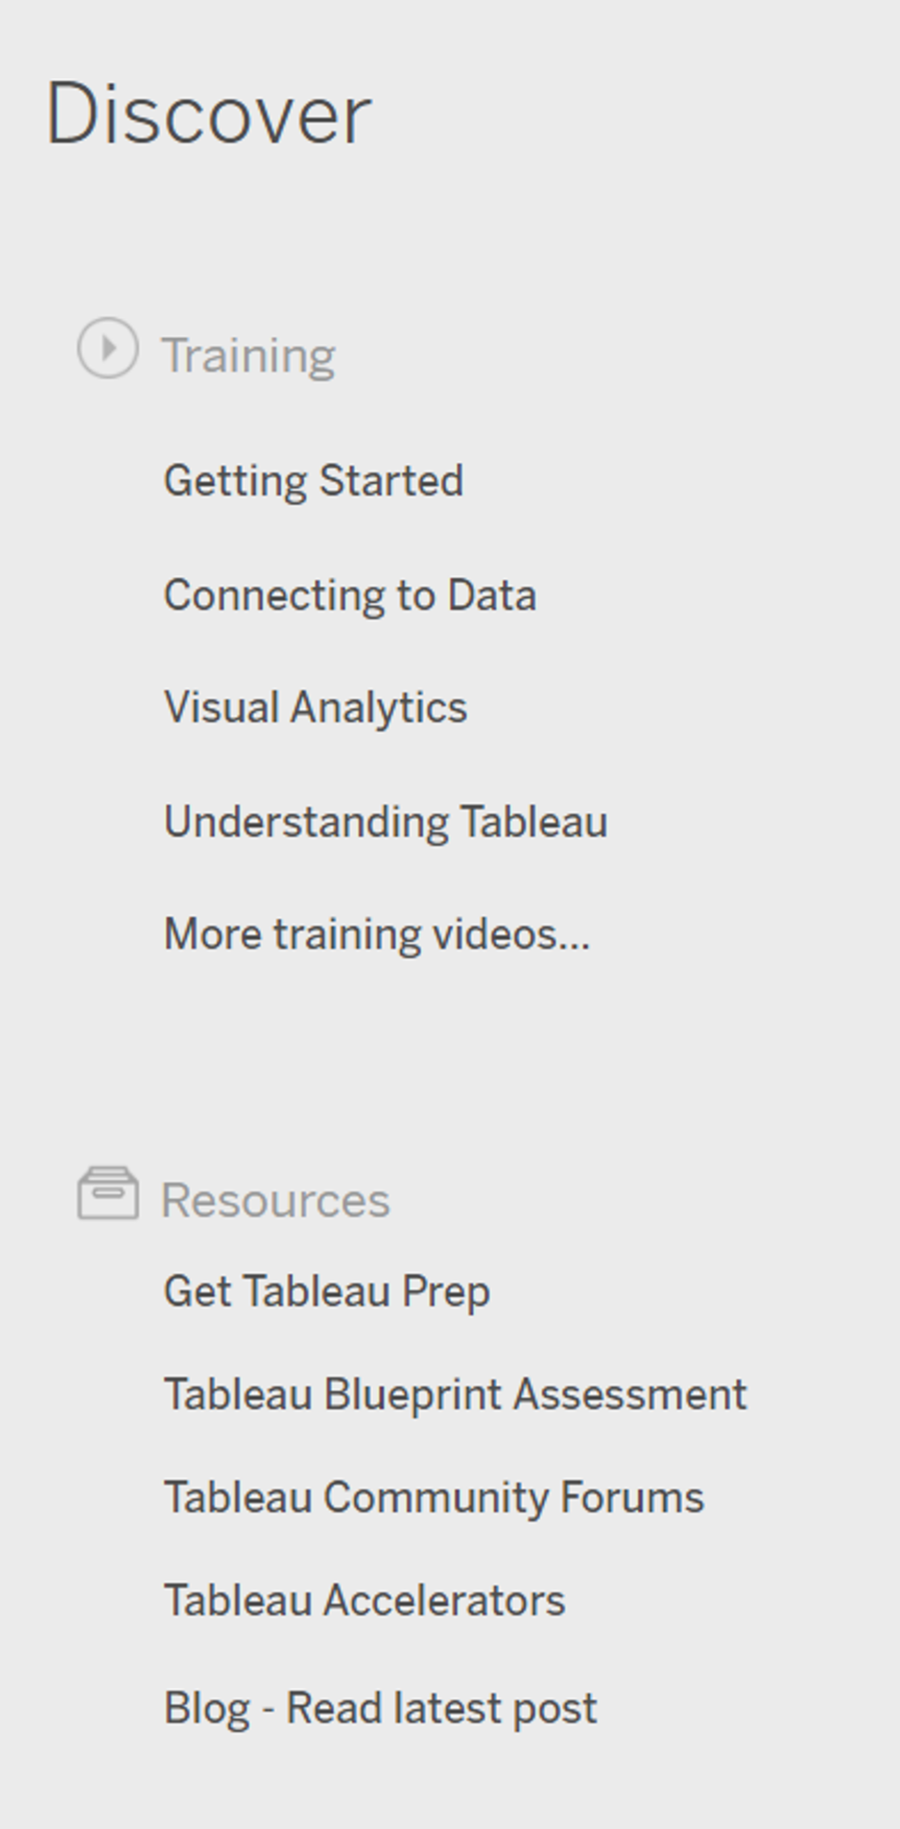 Discover
Training
Getting Started
Connecting to Data
Visual Analytics
Understanding Tableau
More training videos...
Resources
Get Tableau Prep
Tableau Blueprint Assessment
Tableau Community Forums
Tableau Accelerators
Blog - Read latest post